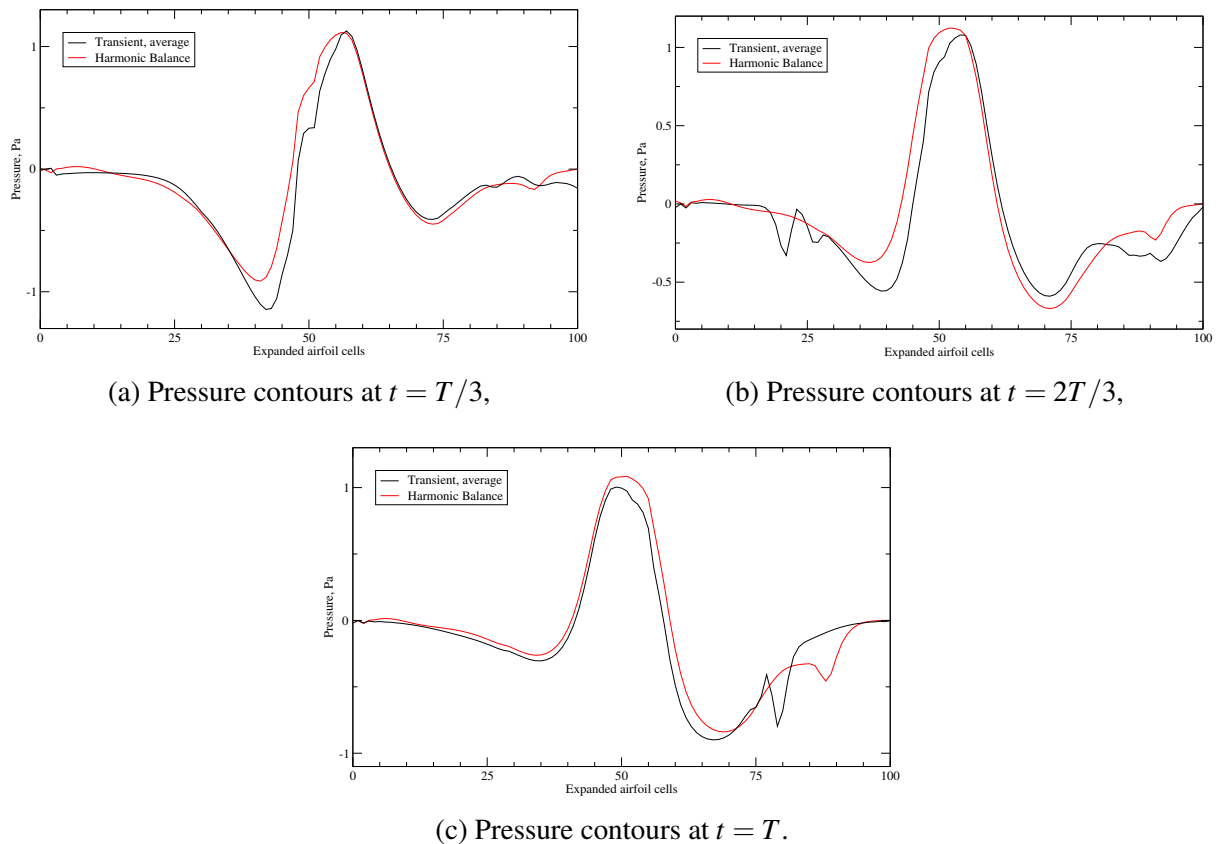 Transient, average
Harmonic Balance
1
0
-1
Pressure, Pa
0 25 50 75 100
Expanded airfoil cells
(a) Pressure contours at t = T/3,
Transient, average
Harmonic Balance
1
0.5
0
-0.5
Pressure, Pa
0 25 50 75 100
Expanded airfoil cells
(b) Pressure contours at t = 2T/3,
Transient, average
Harmonic Balance
1
0
-1
Pressure, Pa
0 25 50 75 100
Expanded airfoil cells
(c) Pressure contours at t = T.